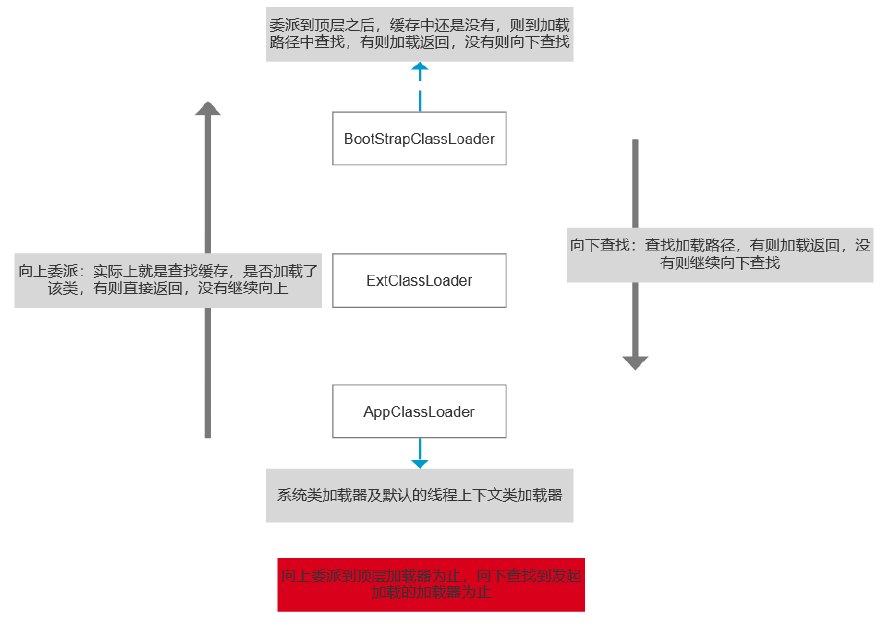 委派到顶层之后，缓存中还是没有，则到加载
路径中查找，有则加载返回，没有则向下查找
BootStrapClassLoader
向下查找：查找加载路径，有则加载返回，没
有则继续向下查找
向上委派：实际上就是查找缓存，是否加载了
该类，有则直接返回，没有继续向上
ExtClassLoader
AppClassLoader
系统类加载器及默认的线程上下文类加载器
向上委派到顶层加载器为止，向下查找到发起
加载的加载器为止